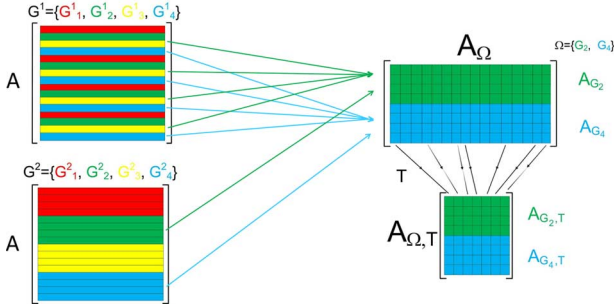 G¹={G¹₁, G¹₂, G¹₃, G¹₄}
A
G²={G²₁, G²₂, G²₃, G²₄}
A
A_Ω
Ω={G₂, G₄}
A_G₂
A_G₄
T
A_Ω,T
A_G₂,T
A_G₄,T